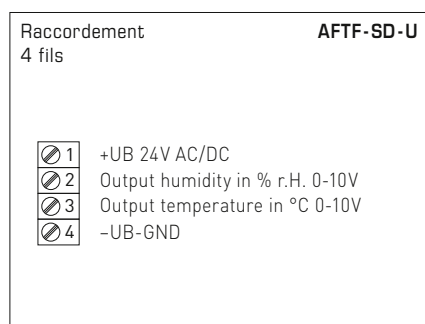 Raccordement AFTF-SD-U
4 fils
1 +UB 24V AC/DC
2 Output humidity in % r.H. 0-10V
3 Output temperature in °C 0-10V
4 –UB-GND